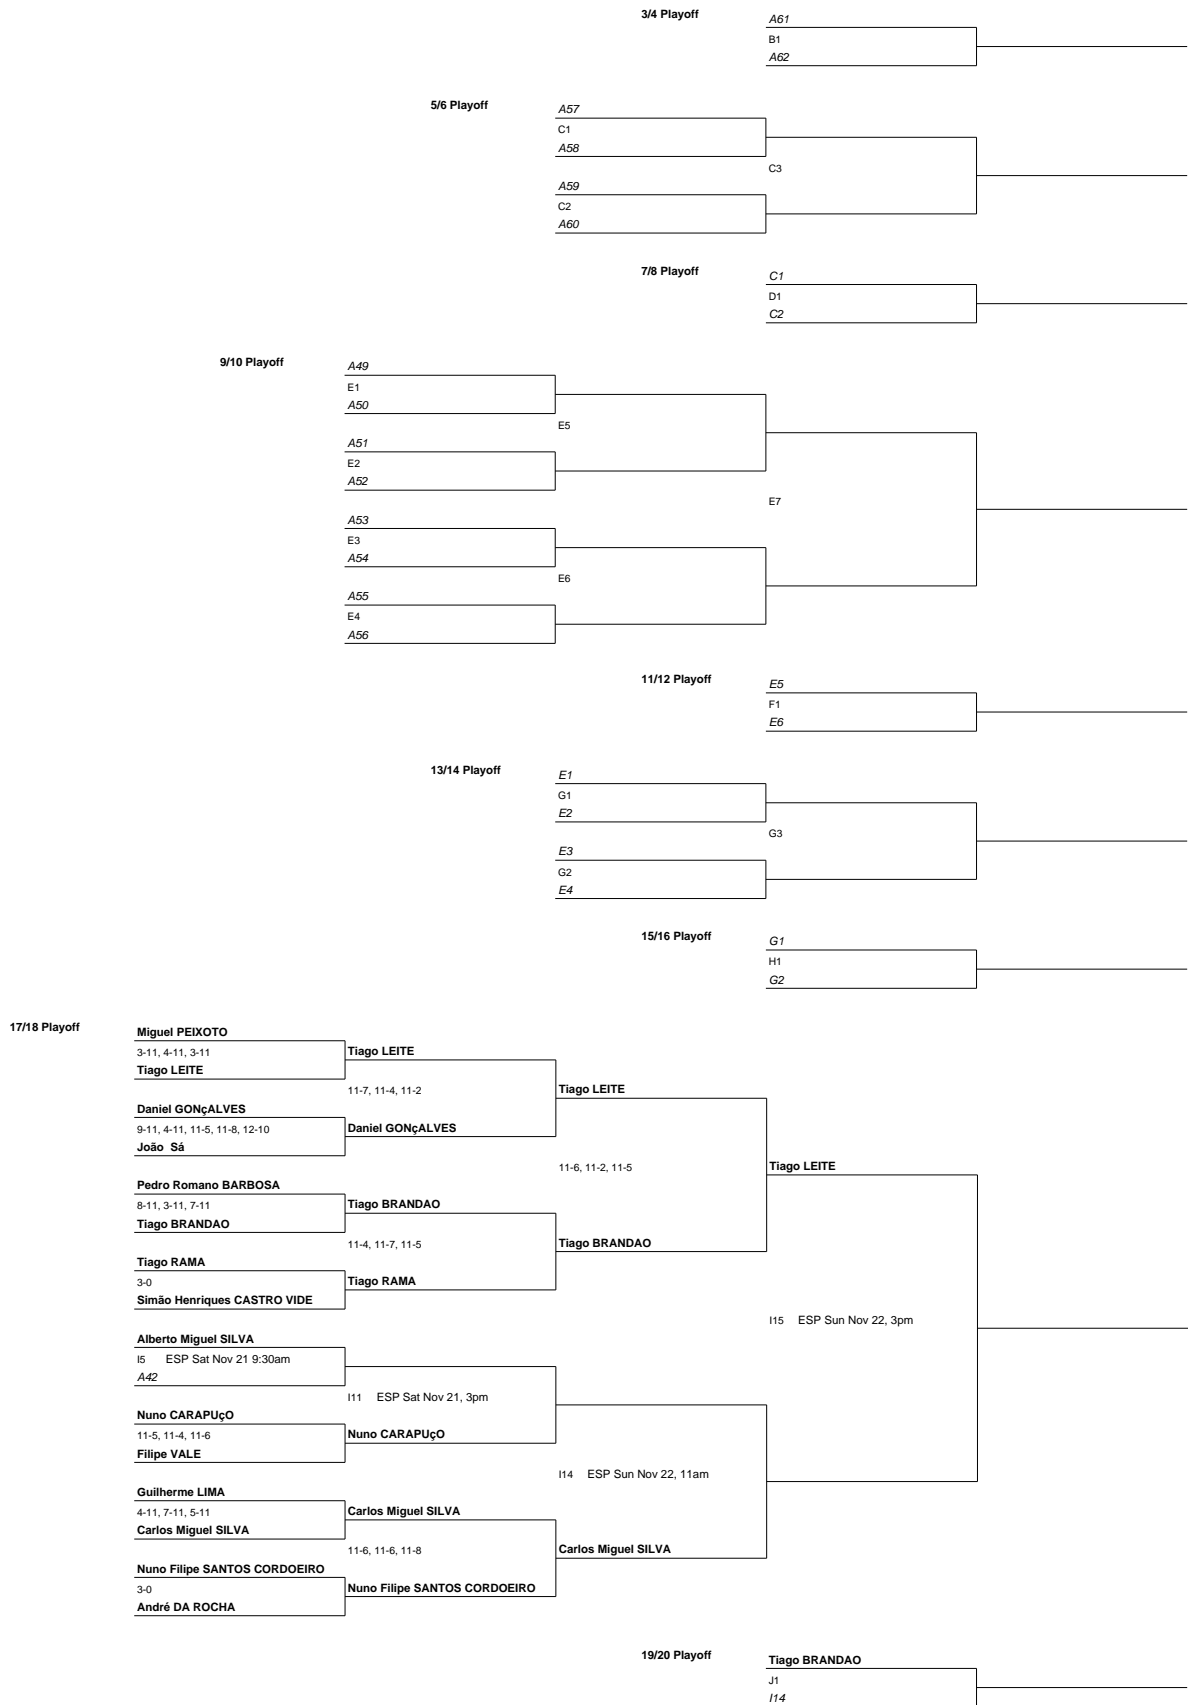 3/4 Playoff
A61
B1
A62
5/6 Playoff
A57
C1
A58
C3
A59
C2
A60
7/8 Playoff
C1
D1
C2
9/10 Playoff
A49
E1
A50
E5
A51
E2
A52
E7
A53
E3
A54
E6
A55
E4
A56
11/12 Playoff
E5
F1
E6
13/14 Playoff
E1
G1
E2
G3
E3
G2
E4
15/16 Playoff
G1
H1
G2
17/18 Playoff
Miguel PEIXOTO
3-11, 4-11, 3-11
Tiago LEITE
Tiago LEITE
11-7, 11-4, 11-2
Tiago LEITE
Daniel GONçALVES
9-11, 4-11, 11-5, 11-8, 12-10
Daniel GONçALVES
João Sá
11-6, 11-2, 11-5
Tiago LEITE
Pedro Romano BARBOSA
8-11, 3-11, 7-11
Tiago BRANDAO
Tiago BRANDAO
11-4, 11-7, 11-5
Tiago BRANDAO
Tiago RAMA
3-0
Tiago RAMA
Simão Henriques CASTRO VIDE
I15 ESP Sun Nov 22, 3pm
Alberto Miguel SILVA
I5 ESP Sat Nov 21 9:30am
A42
I11 ESP Sat Nov 21, 3pm
Nuno CARAPUçO
11-5, 11-4, 11-6
Nuno CARAPUçO
Filipe VALE
I14 ESP Sun Nov 22, 11am
Guilherme LIMA
4-11, 7-11, 5-11
Carlos Miguel SILVA
Carlos Miguel SILVA
11-6, 11-6, 11-8
Carlos Miguel SILVA
Nuno Filipe SANTOS CORDOEIRO
3-0
Nuno Filipe SANTOS CORDOEIRO
André DA ROCHA
19/20 Playoff
Tiago BRANDAO
J1
I14